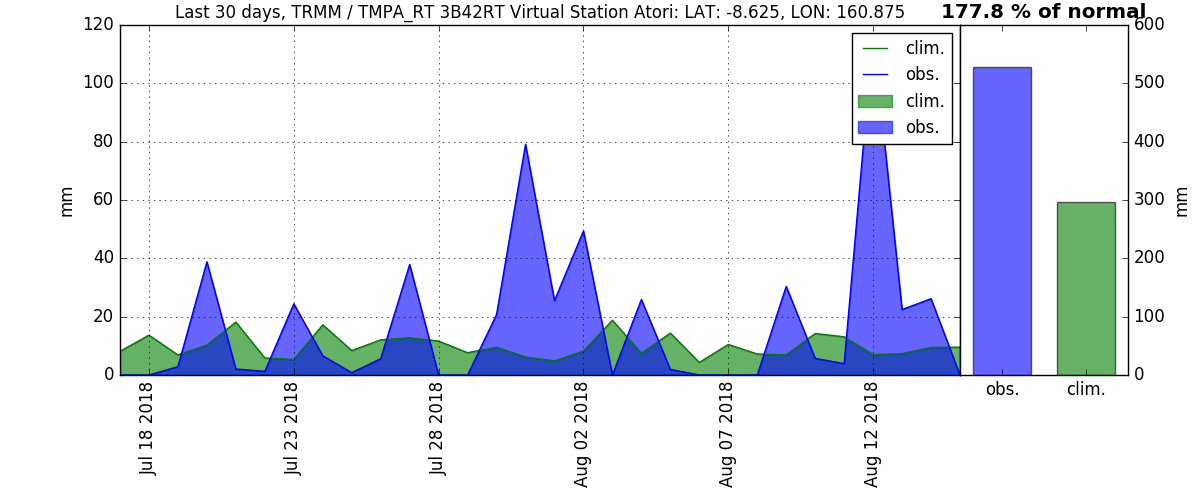 Last 30 days, TRMM / TMPA_RT 3B42RT Virtual Station Atori: LAT: -8.625, LON: 160.875
177.8 % of normal
120
100
80
60
40
20
0
mm
clim.
obs.
clim.
obs.
600
500
400
300
200
100
0
mm
Jul 18 2018
Jul 23 2018
Jul 28 2018
Aug 02 2018
Aug 07 2018
Aug 12 2018
obs.
clim.